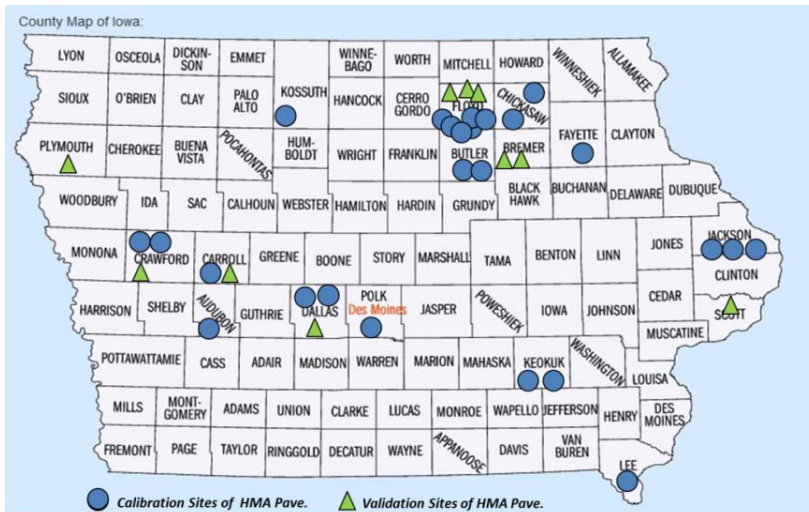 County Map of Iowa:
LYON OSCEOLA DICKIN-
SON EMMET WINNE-
BAGO WORTH MITCHELL HOWARD WINNESHIEK ALLAMAKEE
KOSSUTH
SIOUX O'BRIEN CLAY PALO
ALTO HANCOCK CERRO
GORDO FLOYD CHICKASAW
FAYETTE CLAYTON
PLYMOUTH CHEROKEE BUENA
VISTA POCAHONTAS HUM-
BOLDT WRIGHT FRANKLIN BUTLER BREMER
WOODBURY IDA SAC CALHOUN WEBSTER HAMILTON HARDIN GRUNDY BLACK
HAWK BUCHANAN DELAWARE DUBUQUE
MONONA CRAWFORD CARROLL GREENE BOONE STORY MARSHALL TAMA BENTON LINN JONES JACKSON
CLINTON
HARRISON SHELBY AUDUBON GUTHRIE DALLAS POLK
Des Moines JASPER POWESHIEK IOWA JOHNSON CEDAR SCOTT
MUSCATINE
POTTAWATTAMIE CASS ADAIR MADISON WARREN MARION MAHASKA KEOKUK WASHINGTON LOUISA
MILLS MONT-
GOMERY ADAMS UNION CLARKE LUCAS MONROE WAPELLO JEFFERSON HENRY DES
MOINES
FREMONT PAGE TAYLOR RINGGOLD DECATUR WAYNE APPANOOSE DAVIS VAN
BUREN LEE
Calibration Sites of HMA Pave. Validation Sites of HMA Pave.